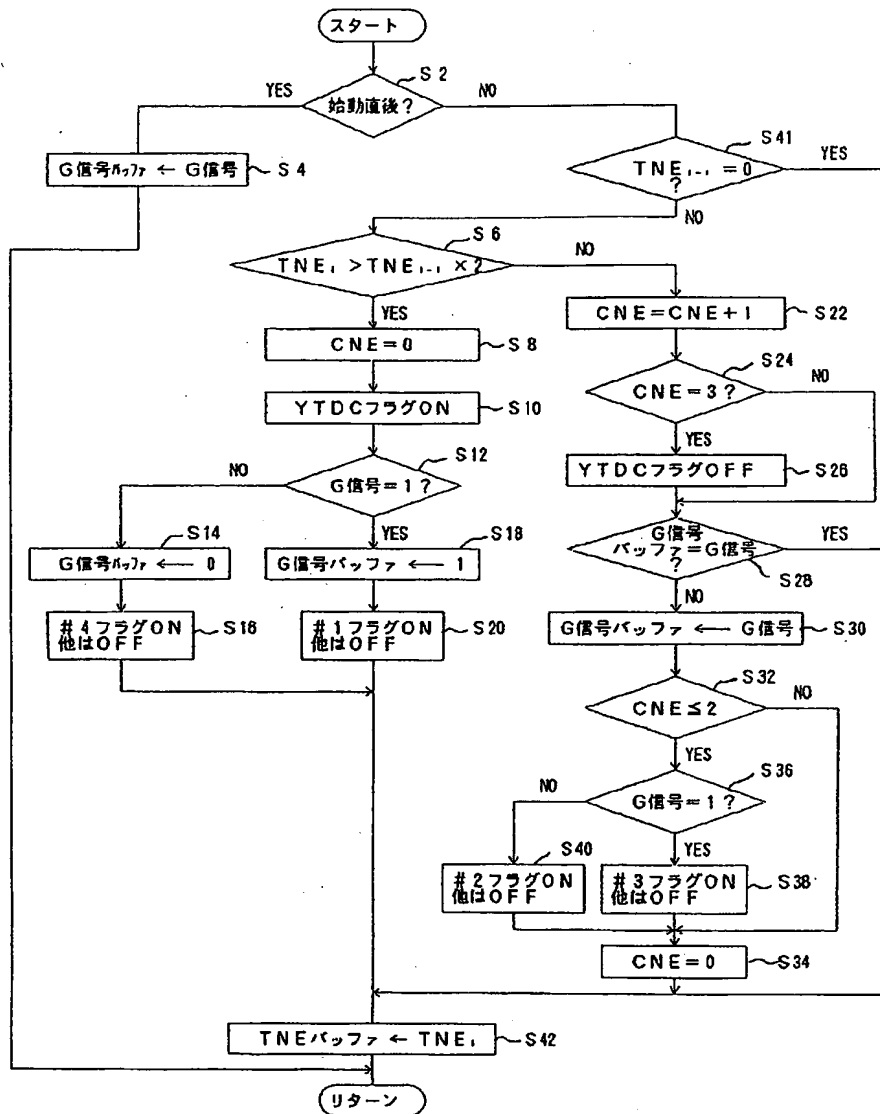 スタート
S2
始動直後?
YES
NO
S4
G信号バッファ ← G信号
S41
TNEi-1=0
?
YES
NO
S6
TNEi>TNEi-1×2
NO
YES
CNE=0
S8
CNE=CNE+1
S22
YTDCフラグON
S10
S24
CNE=3?
NO
YES
S12
G信号=1?
NO
YES
YTDCフラグOFF
S26
S14
G信号バッファ ← 0
S18
G信号バッファ ← 1
G信号
バッファ=G信号
?
YES
S28
NO
#4フラグON
他はOFF
S16
#1フラグON
他はOFF
S20
G信号バッファ ← G信号
S30
S32
CNE≤2
NO
YES
S36
G信号=1?
NO
YES
S40
#2フラグON
他はOFF
#3フラグON
他はOFF
S38
CNE=0
S34
TNEバッファ ← TNEi
S42
リターン